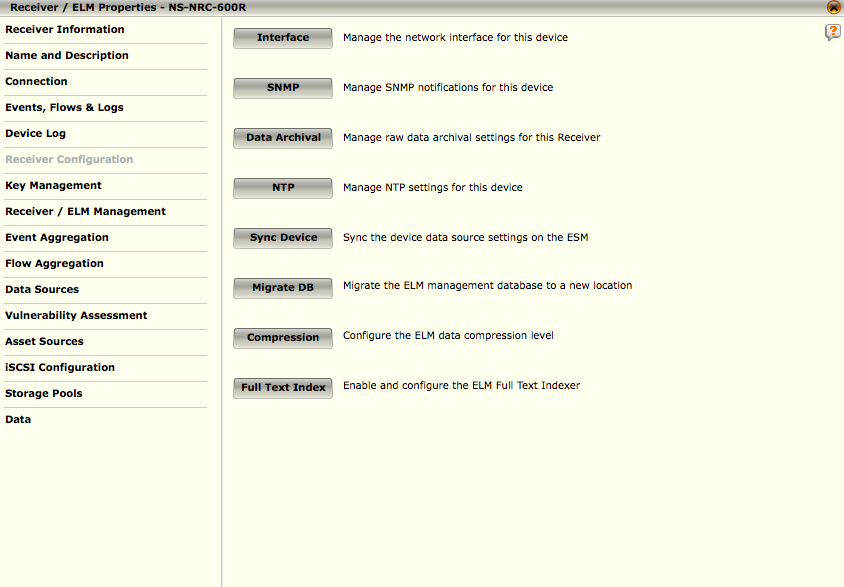 Receiver / ELM Properties - NS-NRC-600R
Receiver Information
Name and Description
Connection
Events, Flows & Logs
Device Log
Receiver Configuration
Key Management
Receiver / ELM Management
Event Aggregation
Flow Aggregation
Data Sources
Vulnerability Assessment
Asset Sources
iSCSI Configuration
Storage Pools
Data
Interface Manage the network interface for this device
SNMP Manage SNMP notifications for this device
Data Archival Manage raw data archival settings for this Receiver
NTP Manage NTP settings for this device
Sync Device Sync the device data source settings on the ESM
Migrate DB Migrate the ELM management database to a new location
Compression Configure the ELM data compression level
Full Text Index Enable and configure the ELM Full Text Indexer
?